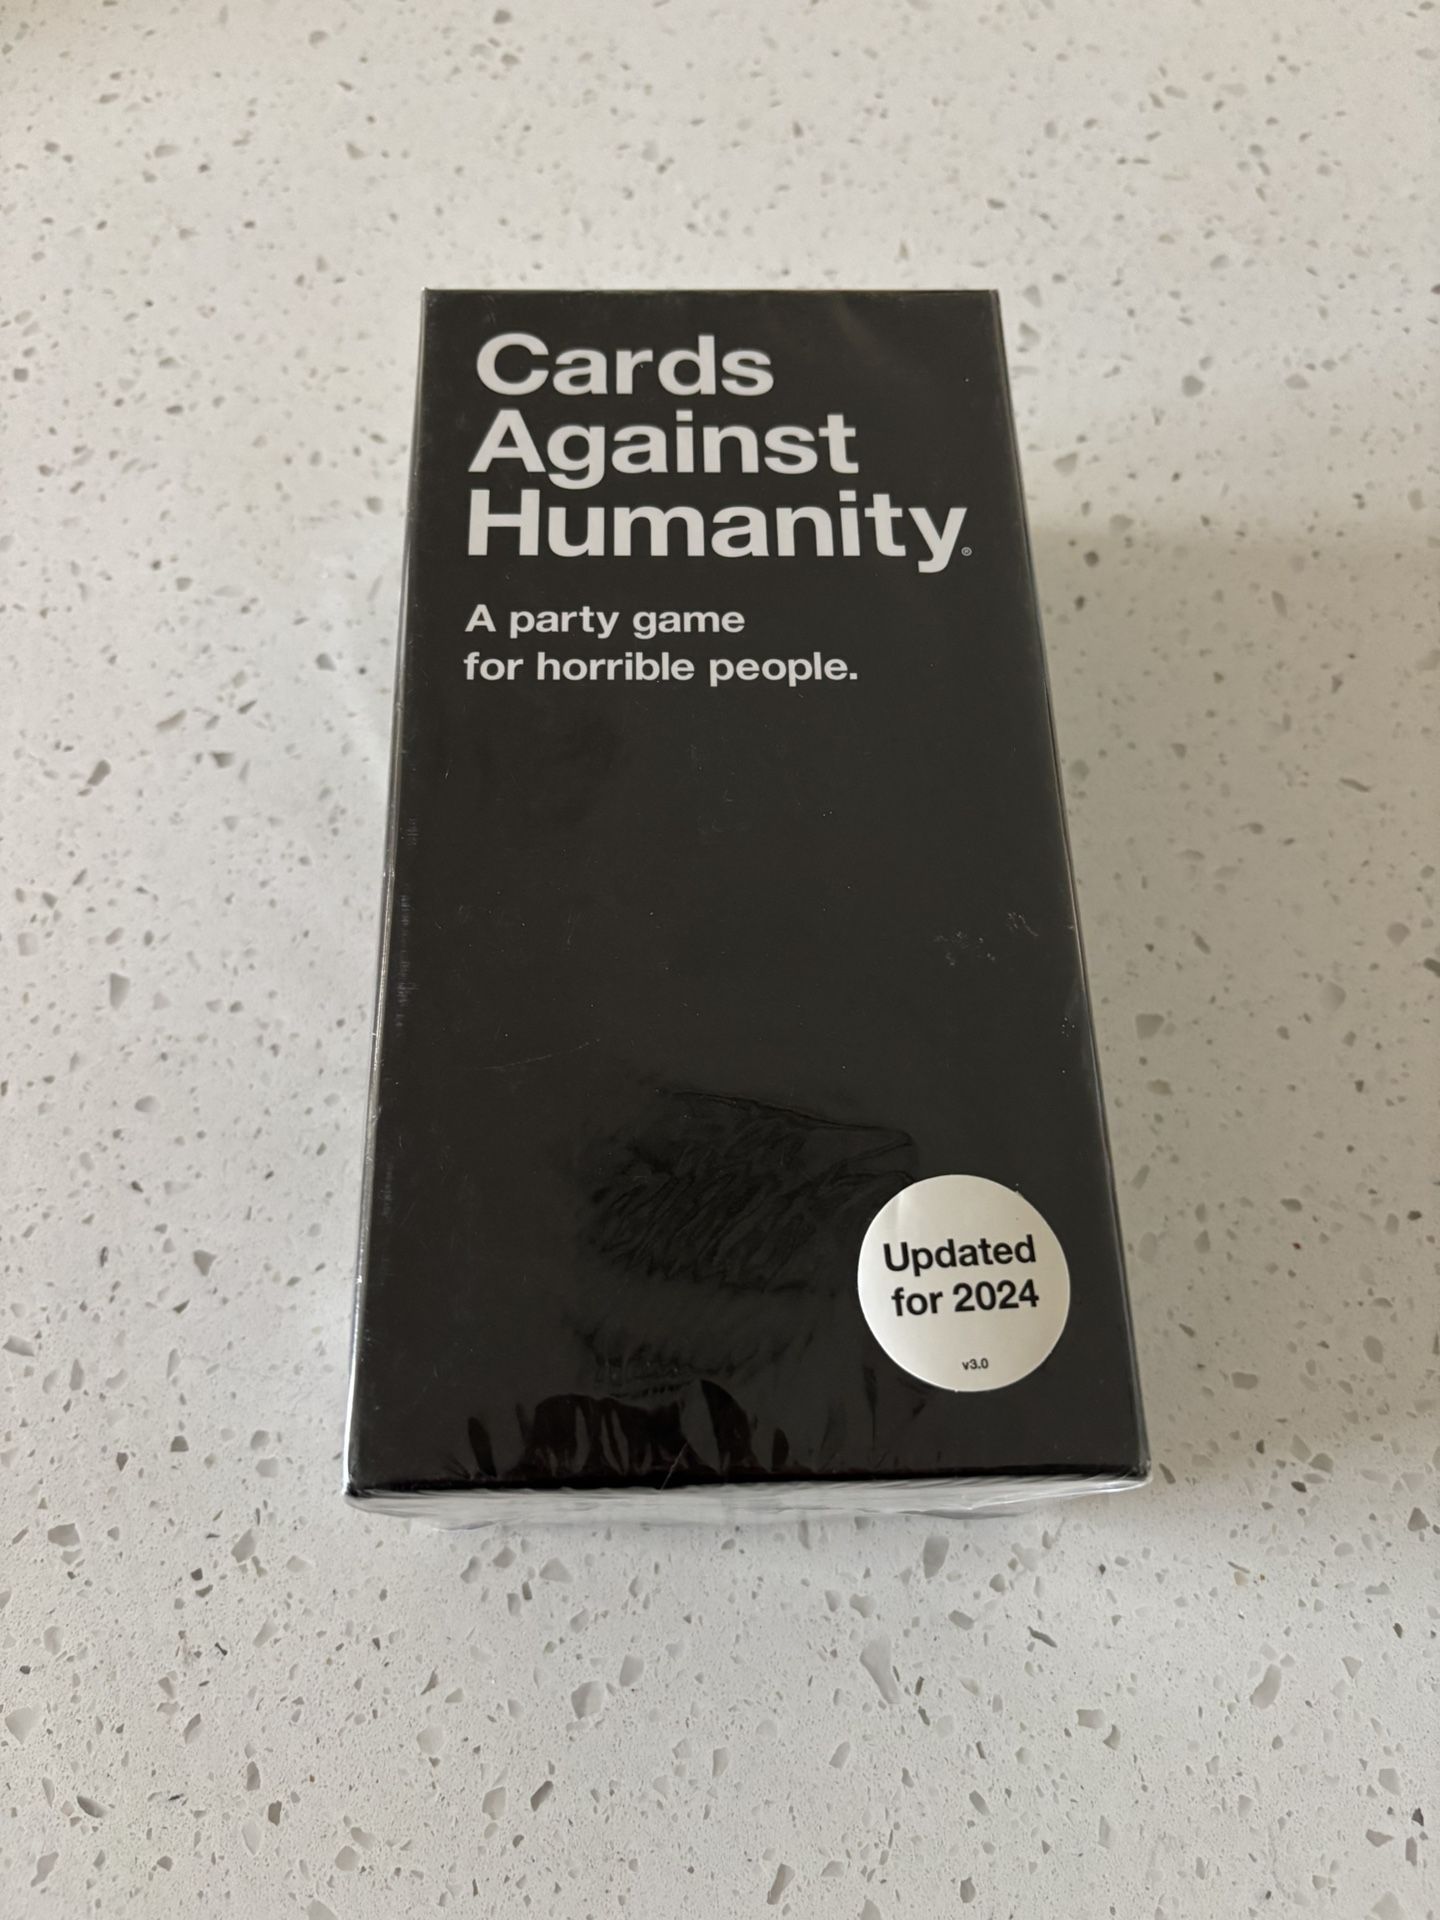 Cards
Against
Humanity®
A party game
for horrible people.
Updated
for 2024
v3.0